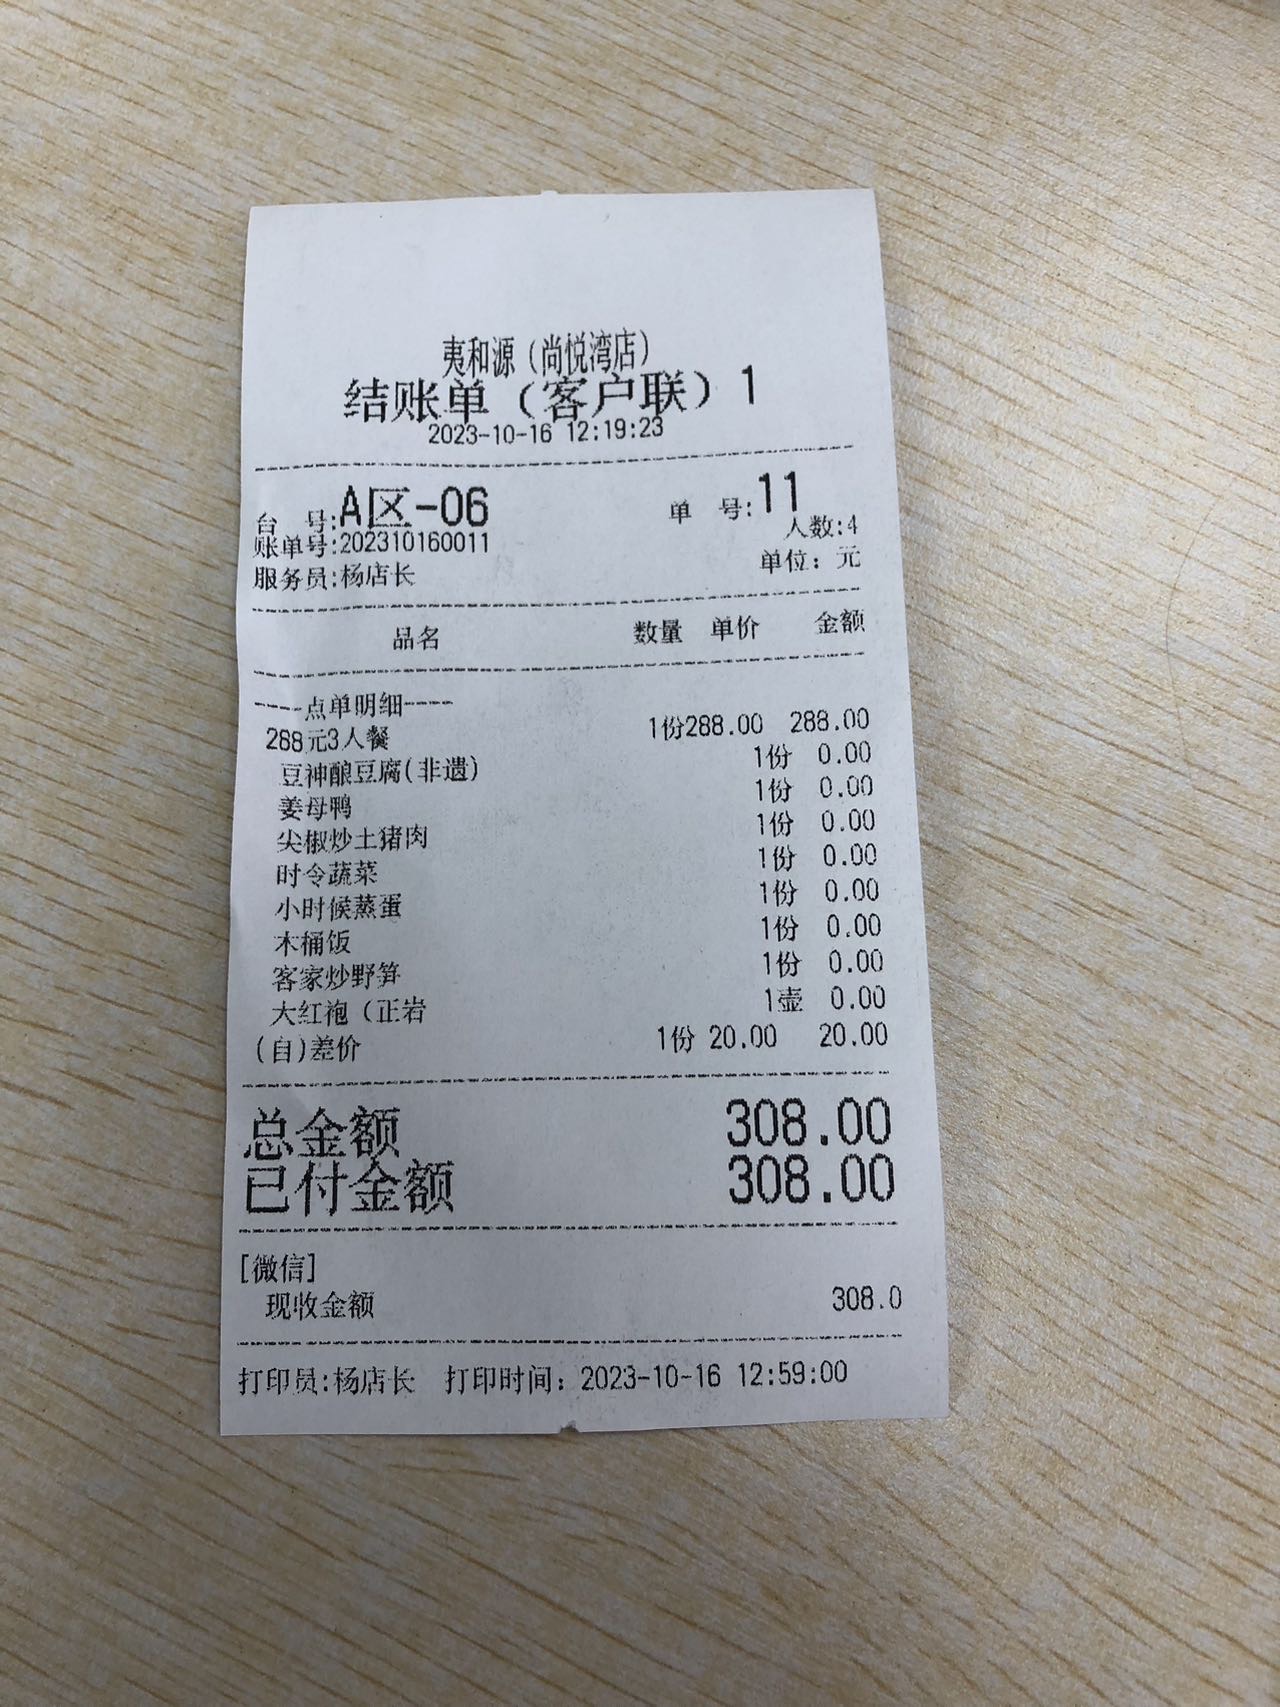 夷和源（尚悦湾店）
结账单（客户联）1
2023-10-16 12:19:23
台 号:A区-06 单 号:11
人数:4
账单号:202310160011
单位：元
服务员:杨店长
品名 数量 单价 金额
----点单明细----
288元3人餐 1份288.00 288.00
豆神酿豆腐(非遗) 1份 0.00
姜母鸭 1份 0.00
尖椒炒土猪肉 1份 0.00
时令蔬菜 1份 0.00
小时候蒸蛋 1份 0.00
木桶饭 1份 0.00
客家炒野笋 1份 0.00
大红袍（正岩 1壶 0.00
(自)差价 1份 20.00 20.00
总金额 308.00
已付金额 308.00
[微信]
现收金额 308.0
打印员:杨店长 打印时间：2023-10-16 12:59:00